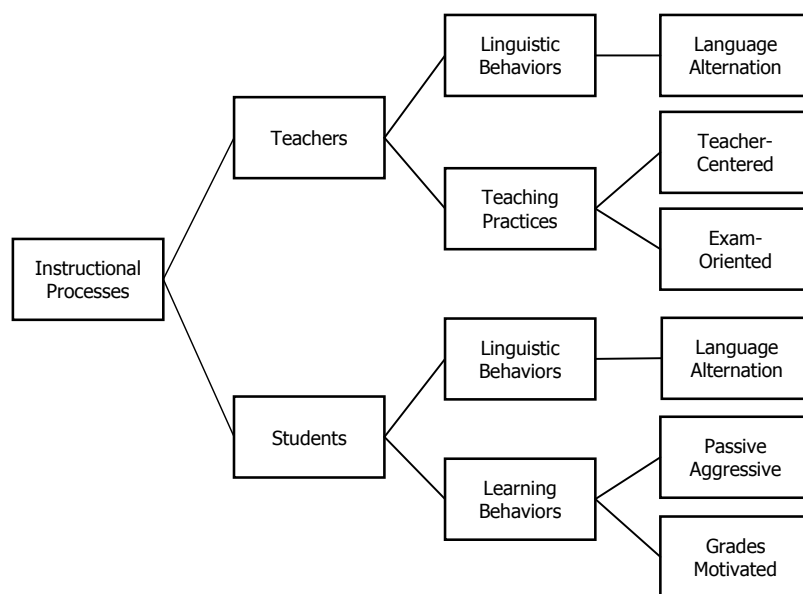 Linguistic
Behaviors
Language
Alternation
Teachers
Teacher-
Centered
Teaching
Practices
Exam-
Oriented
Instructional
Processes
Linguistic
Behaviors
Language
Alternation
Students
Passive
Aggressive
Learning
Behaviors
Grades
Motivated